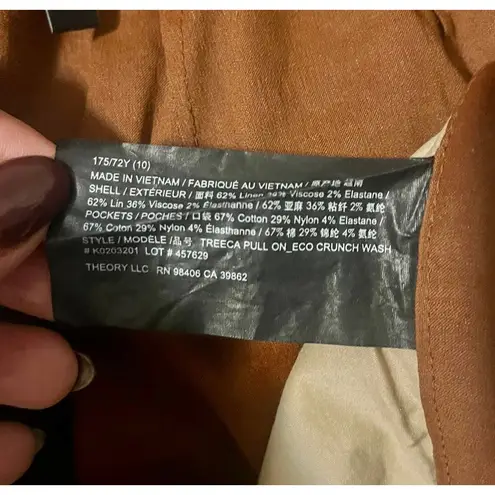 175/72Y (10)
MADE IN VIETNAM / FABRIQUÉ AU VIETNAM / 原产地 越南
SHELL / EXTÉRIEUR / 面料 62% Linen 36% Viscose 2% Elastane /
62% Lin 36% Viscose 2% Elasthanne / 62% 亚麻 36% 粘纤 2% 氨纶
POCKETS / POCHES / 口袋 67% Cotton 29% Nylon 4% Elastane /
67% Coton 29% Nylon 4% Élasthanne / 67% 棉 29% 锦纶 4% 氨纶
STYLE / MODÈLE /品号 TREECA PULL ON_ECO CRUNCH WASH
# K0203201 LOT # 457629
THEORY LLC RN 98406 CA 39862